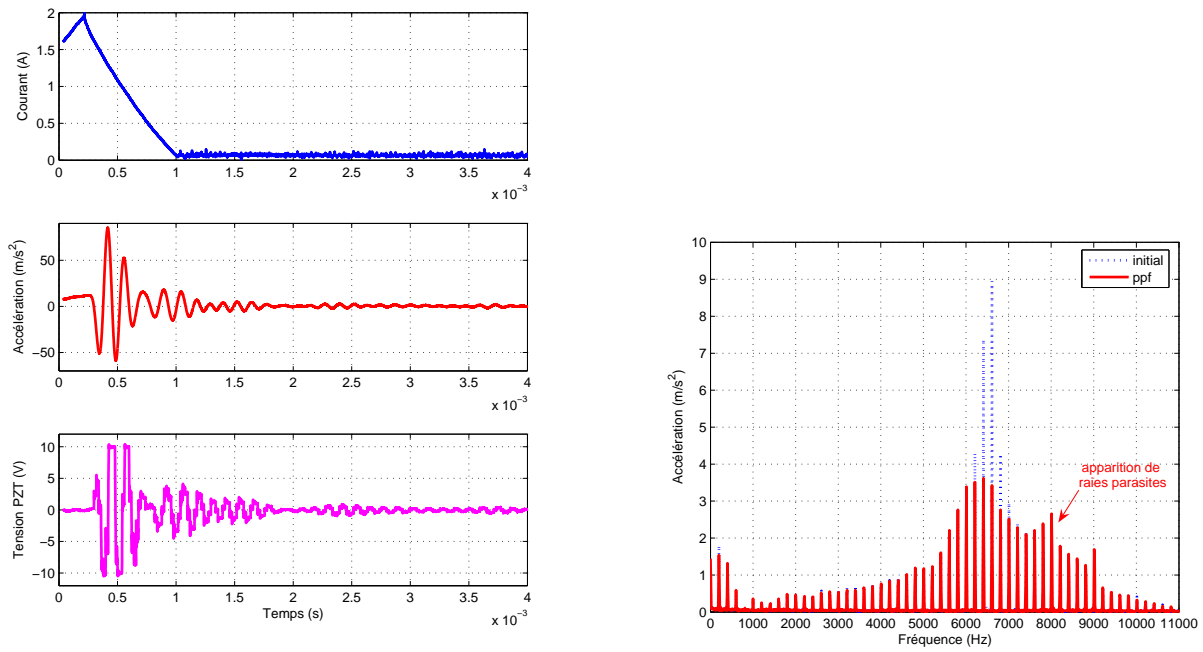 2
1.5
1
0.5
0
Courant (A)
0 0.5 1 1.5 2 2.5 3 3.5 4
x 10⁻³
50
0
−50
Accélération (m/s²)
0 0.5 1 1.5 2 2.5 3 3.5 4
x 10⁻³
10
5
0
−5
−10
Tension PZT (V)
0 0.5 1 1.5 2 2.5 3 3.5 4
Temps (s)
x 10⁻³
10
9
8
7
6
5
4
3
2
1
0
Accélération (m/s²)
initial
ppf
apparition de
raies parasites
0 1000 2000 3000 4000 5000 6000 7000 8000 9000 10000 11000
Fréquence (Hz)